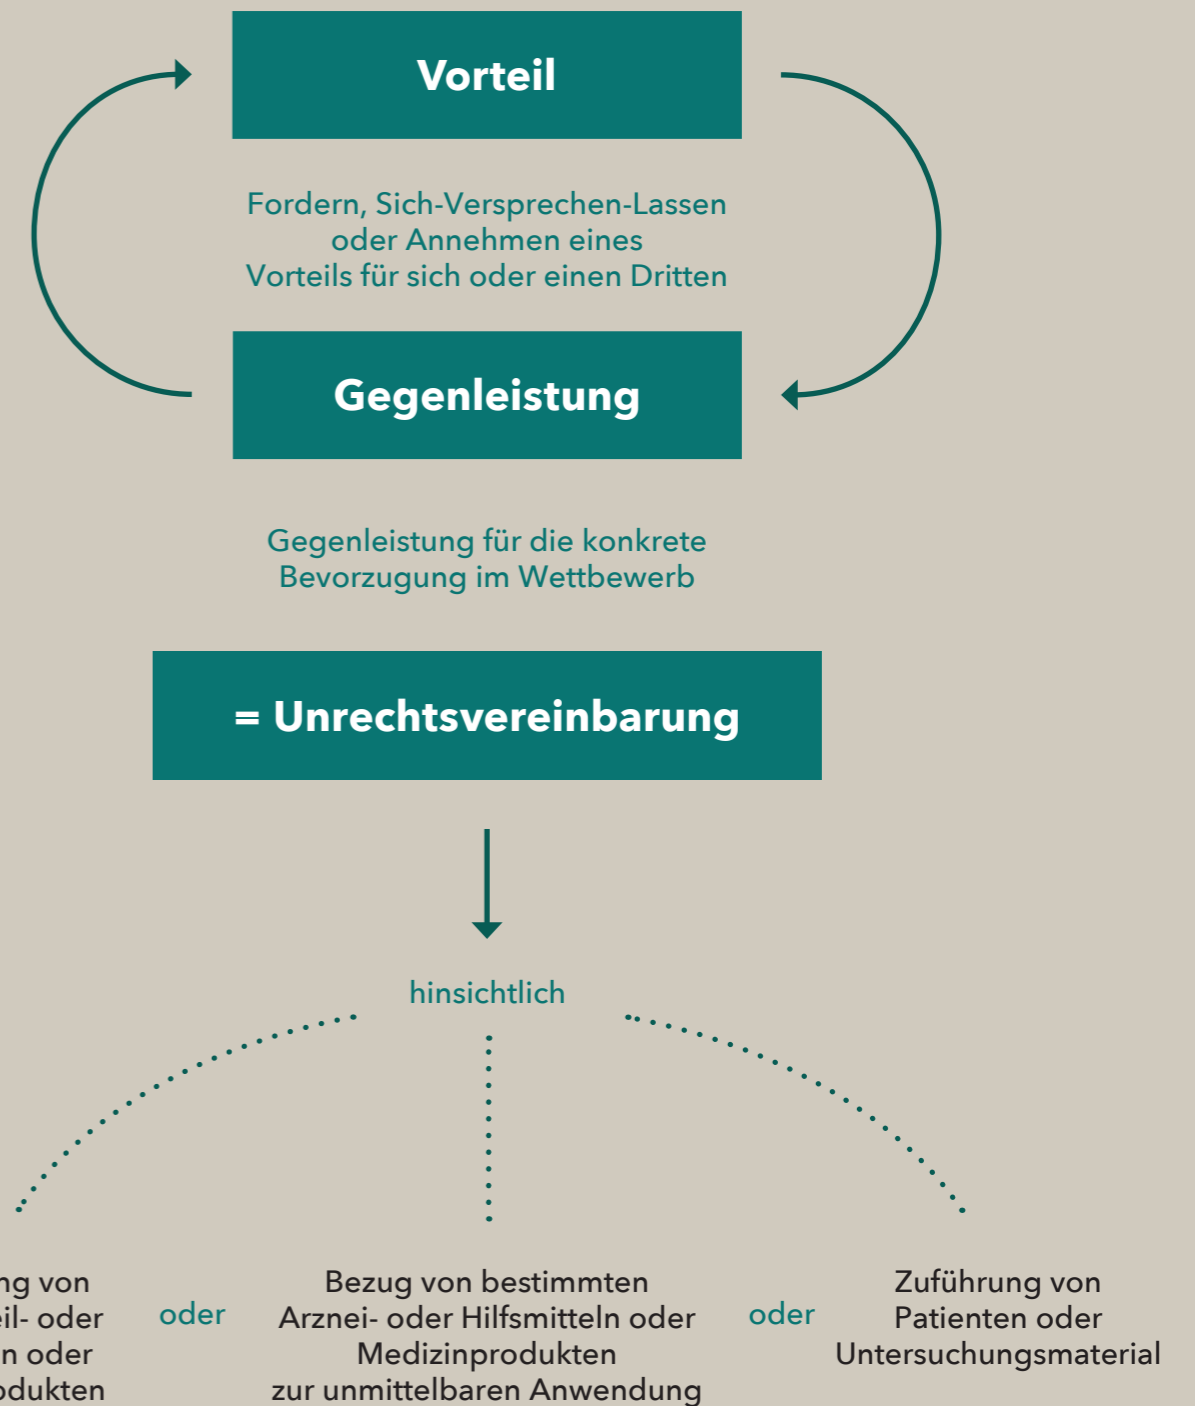 Vorteil
Fordern, Sich-Versprechen-Lassen
oder Annehmen eines
Vorteils für sich oder einen Dritten
Gegenleistung
Gegenleistung für die konkrete
Bevorzugung im Wettbewerb
= Unrechtsvereinbarung
hinsichtlich
von
oder
oder
Bezug von bestimmten
Arznei- oder Hilfsmitteln oder
Medizinprodukten
zur unmittelbaren Anwendung
oder
Zuführung von
Patienten oder
Untersuchungsmaterial